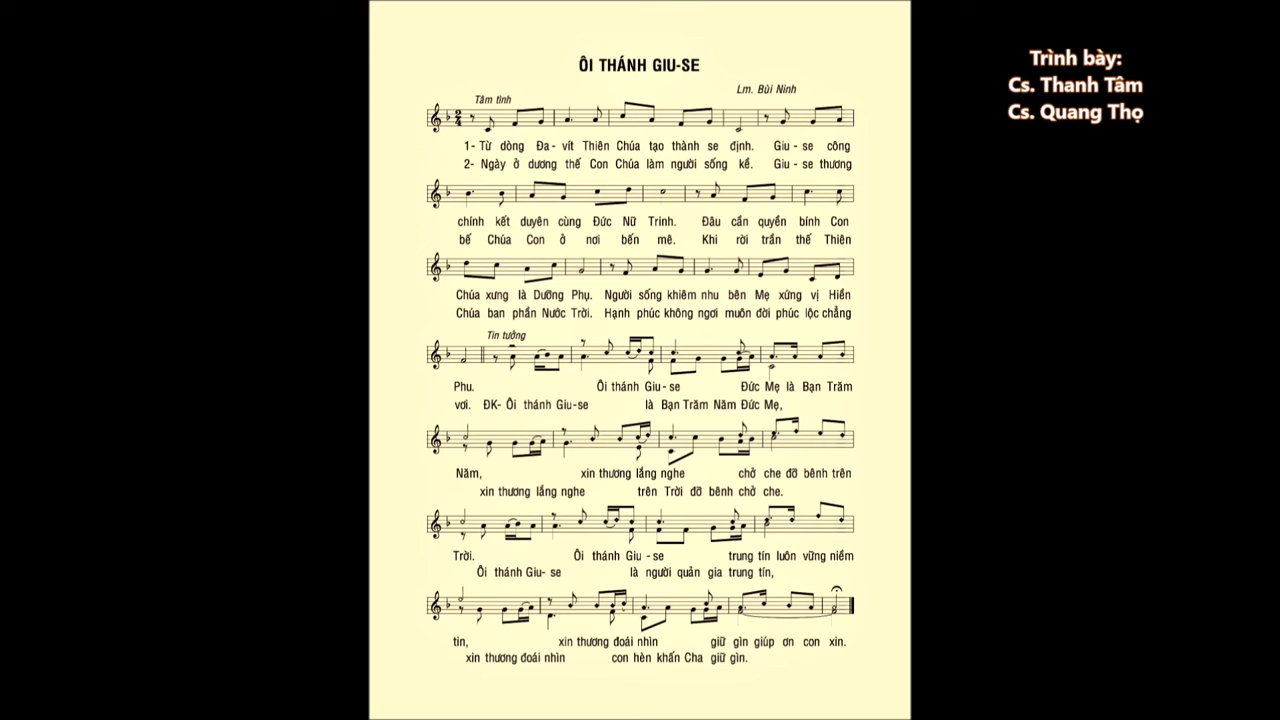 ÔI THÁNH GIU-SE
Lm. Bùi Ninh
Trình bày:
Cs. Thanh Tâm
Cs. Quang Thọ
Tâm tình
2
4
1- Từ dòng Đa - vít Thiên Chúa tạo thành se định. Giu - se công
2- Ngày ở dương thế Con Chúa làm người sống kề. Giu - se thương
chính kết duyên cùng Đức Nữ Trinh. Đâu cần quyền bính Con
bế Chúa Con ở nơi bến mê. Khi rời trần thế Thiên
Chúa xưng là Dưỡng Phụ. Người sống khiêm nhu bên Mẹ xứng vị Hiền
Chúa ban phần Nước Trời. Hạnh phúc không ngơi muôn đời phúc lộc chẳng
Tin tưởng
Phu. Ôi thánh Giu - se Đức Mẹ là Bạn Trăm
vơi. ĐK- Ôi thánh Giu - se là Bạn Trăm Năm Đức Mẹ,
Năm, xin thương lắng nghe chở che đỡ bênh trên
xin thương lắng nghe trên Trời đỡ bênh chở che.
Trời. Ôi thánh Giu - se trung tín luôn vững niềm
Ôi thánh Giu- se là người quản gia trung tín,
tin, xin thương đoái nhìn giữ gìn giúp ơn con xin.
xin thương đoái nhìn con hèn khấn Cha giữ gìn.